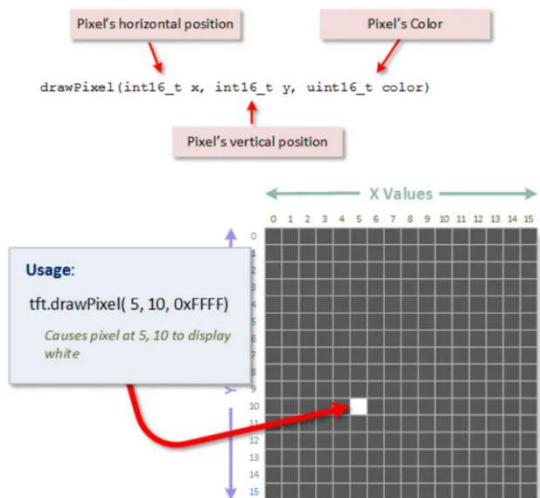 Pixel's horizontal position
Pixel's Color
drawPixel(int16_t x, int16_t y, uint16_t color)
Pixel's vertical position
X Values
0 1 2 3 4 5 6 7 8 9 10 11 12 13 14 15
0
Usage:
tft.drawPixel( 5, 10, 0xFFFF)
Causes pixel at 5, 10 to display
white
9
10
12
13
14
15